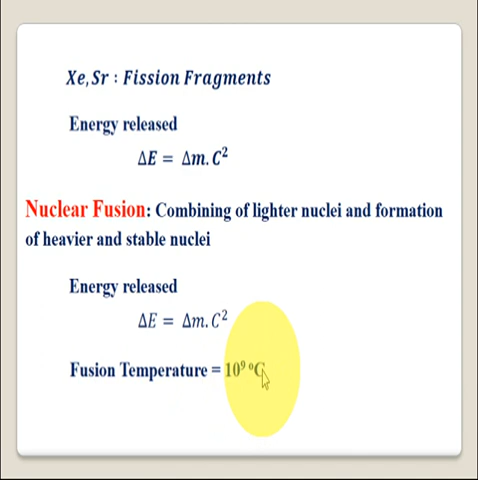 Xe, Sr : Fission Fragments
Energy released
ΔE = Δm. C²
Nuclear Fusion: Combining of lighter nuclei and formation
of heavier and stable nuclei
Energy released
ΔE = Δm. C²
Fusion Temperature = 10⁹ ⁰C